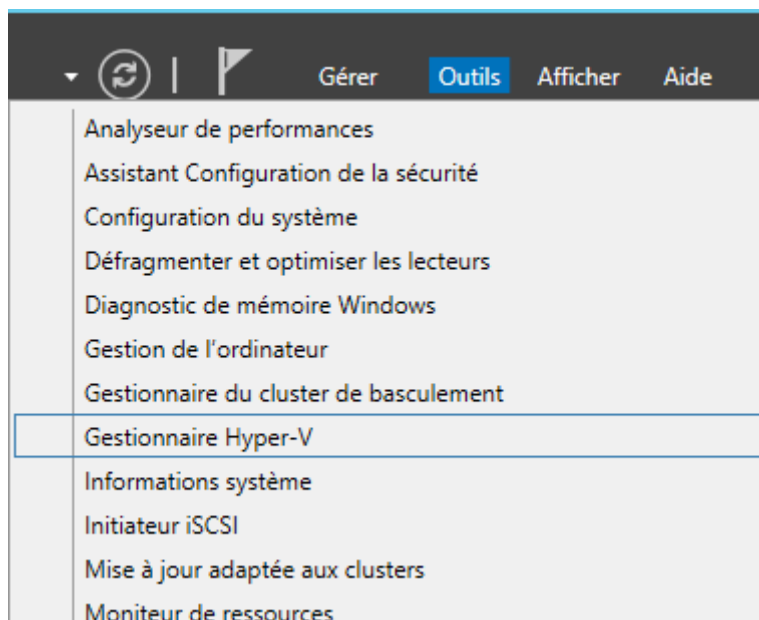 Gérer Outils Afficher Aide
Analyseur de performances
Assistant Configuration de la sécurité
Configuration du système
Défragmenter et optimiser les lecteurs
Diagnostic de mémoire Windows
Gestion de l'ordinateur
Gestionnaire du cluster de basculement
Gestionnaire Hyper-V
Informations système
Initiateur iSCSI
Mise à jour adaptée aux clusters
Moniteur de ressources